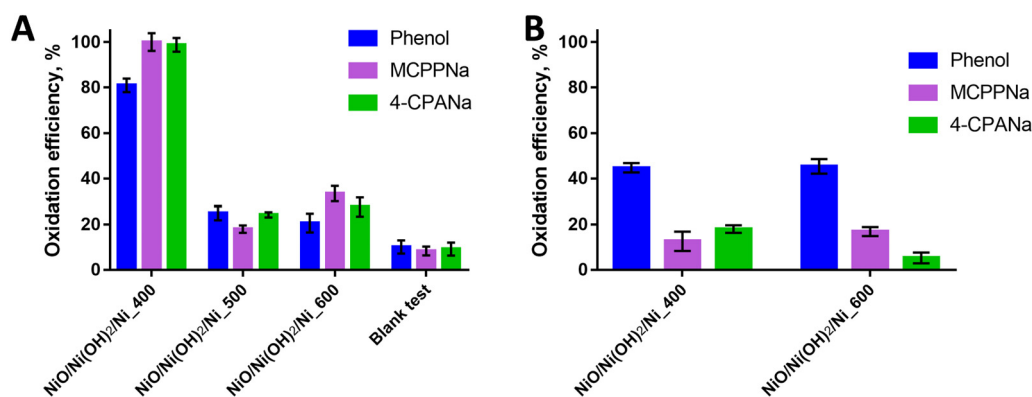 A
Oxidation efficiency, %
100
80
60
40
20
0
Phenol
MCPPNa
4-CPANa
NiO/Ni(OH)₂/Ni_400
NiO/Ni(OH)₂/Ni_500
NiO/Ni(OH)₂/Ni_600
Blank test
B
Oxidation efficiency, %
100
80
60
40
20
0
Phenol
MCPPNa
4-CPANa
NiO/Ni(OH)₂/Ni_400
NiO/Ni(OH)₂/Ni_600